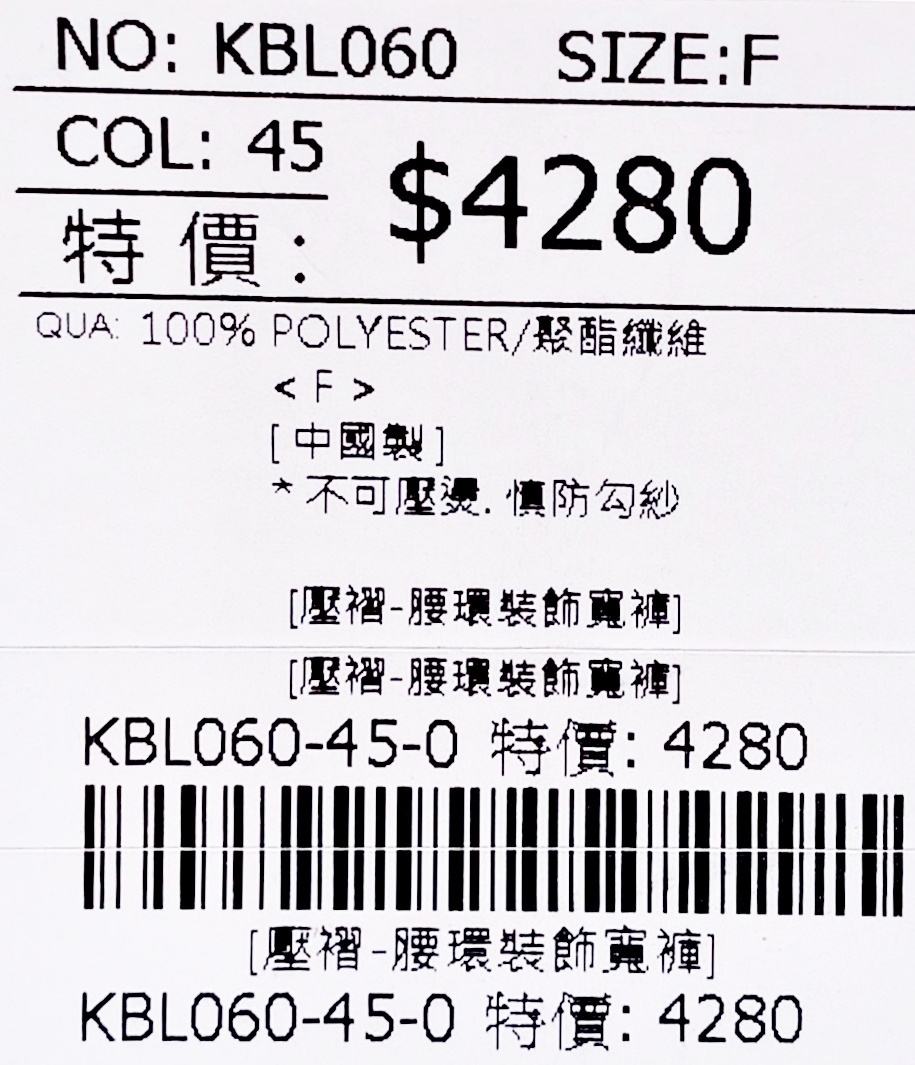 NO: KBL060 SIZE:F
COL: 45
$4280
特價:
QUA: 100% POLYESTER/聚酯纖維
< F >
[中國製]
*不可壓燙.慎防勾紗
[壓褶-腰環裝飾寬褲]
[壓褶-腰環裝飾寬褲]
KBL060-45-0 特價: 4280
[壓褶-腰環裝飾寬褲]
KBL060-45-0 特價: 4280